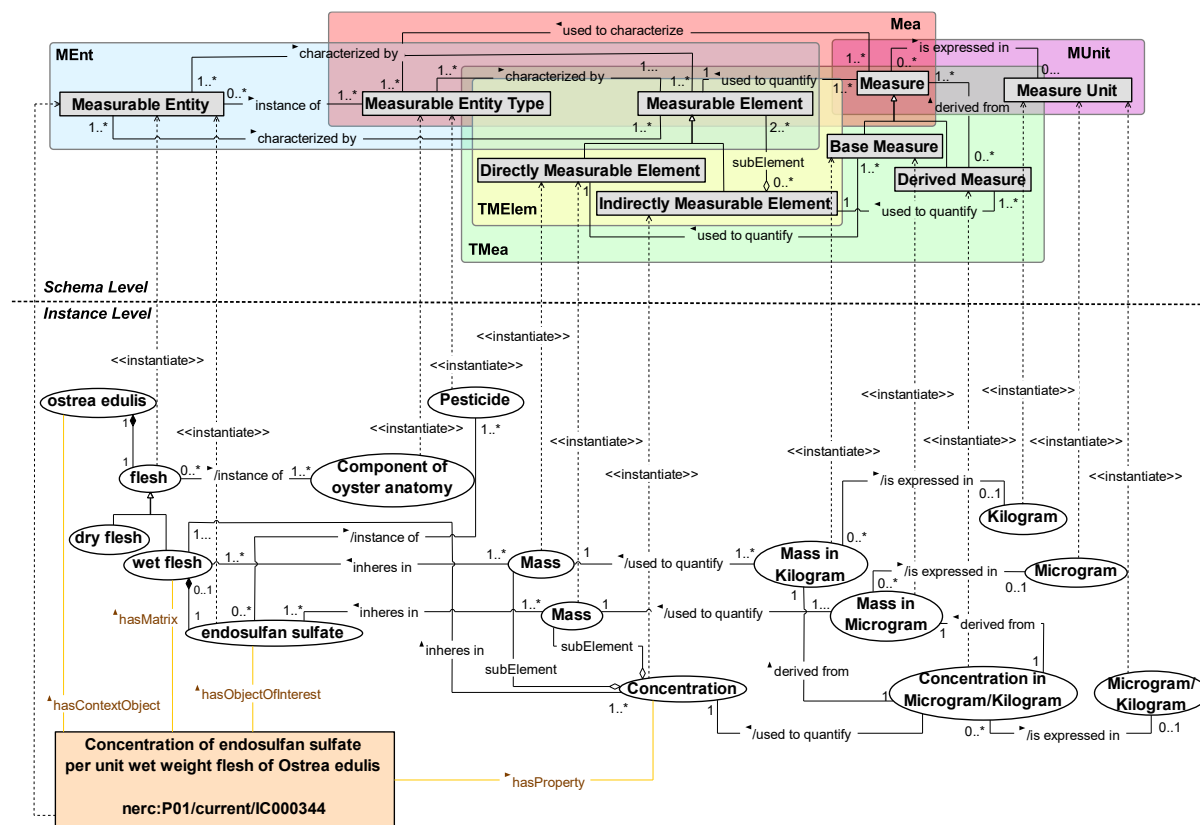 Mea
◄used to characterize
MEnt
►characterized by
►is expressed in
MUnit
1..*
1...
1..*
0..*
0...
►characterized by
1..*
1..*
1..*
1
◄used to quantify
1..*
1..*
Measurable Entity
0..*
►instance of
1..*
Measurable Entity Type
Measurable Element
Measure
Measure Unit
▲derived from
1..*
►characterized by
1..*
2..*
Base Measure
subElement
1..*
0..*
Directly Measurable Element
1
0..*
Derived Measure
TMElem
Indirectly Measurable Element
1
◄used to quantify
1..*
◄used to quantify
TMea
Schema Level
Instance Level
<<instantiate>>
<<instantiate>>
<<instantiate>>
<<instantiate>>
<<instantiate>>
<<instantiate>>
<<instantiate>>
<<instantiate>>
<<instantiate>>
<<instantiate>>
<<instantiate>>
<<instantiate>>
<<instantiate>>
ostrea edulis
Pesticide
1
1..*
1
flesh
0..*
►/instance of
1..*
Component of
oyster anatomy
►/is expressed in
0..1
Kilogram
0..*
dry flesh
1...
►/instance of
wet flesh
1..*
◄inheres in
1..*
Mass
1
◄/used to quantify
1..*
Mass in
Kilogram
►/is expressed in
Microgram
0..*
0..1
0..1
1
0..*
1..*
◄inheres in
1..*
Mass
1
◄/used to quantify
1...
1
Mass in
Microgram
1
◄derived from
1
▲hasMatrix
endosulfan sulfate
▲inheres in
subElement
subElement
▲derived from
▲hasObjectOfInterest
▲hasContextObject
Concentration
1..*
1
1
Concentration in
Microgram/Kilogram
Microgram/
Kilogram
◄/used to quantify
0..*
►/is expressed in
0..1
Concentration of endosulfan sulfate
per unit wet weight flesh of Ostrea edulis
nerc:P01/current/IC000344
►hasProperty